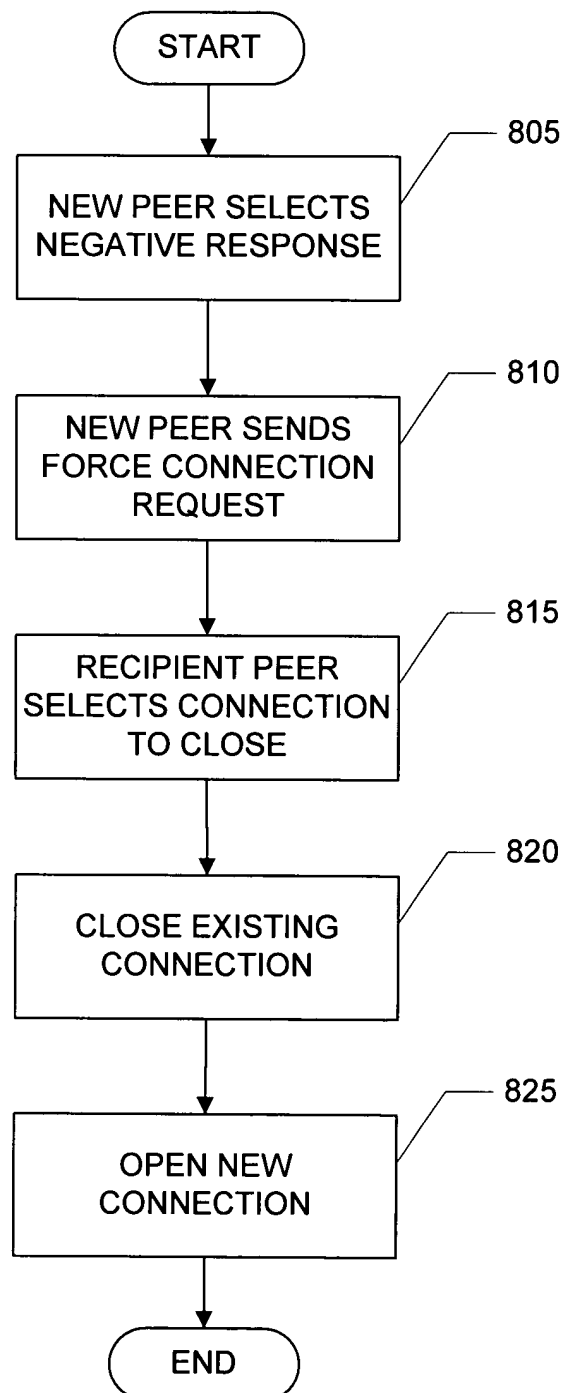 START
805
NEW PEER SELECTS
NEGATIVE RESPONSE
810
NEW PEER SENDS
FORCE CONNECTION
REQUEST
815
RECIPIENT PEER
SELECTS CONNECTION
TO CLOSE
820
CLOSE EXISTING
CONNECTION
825
OPEN NEW
CONNECTION
END